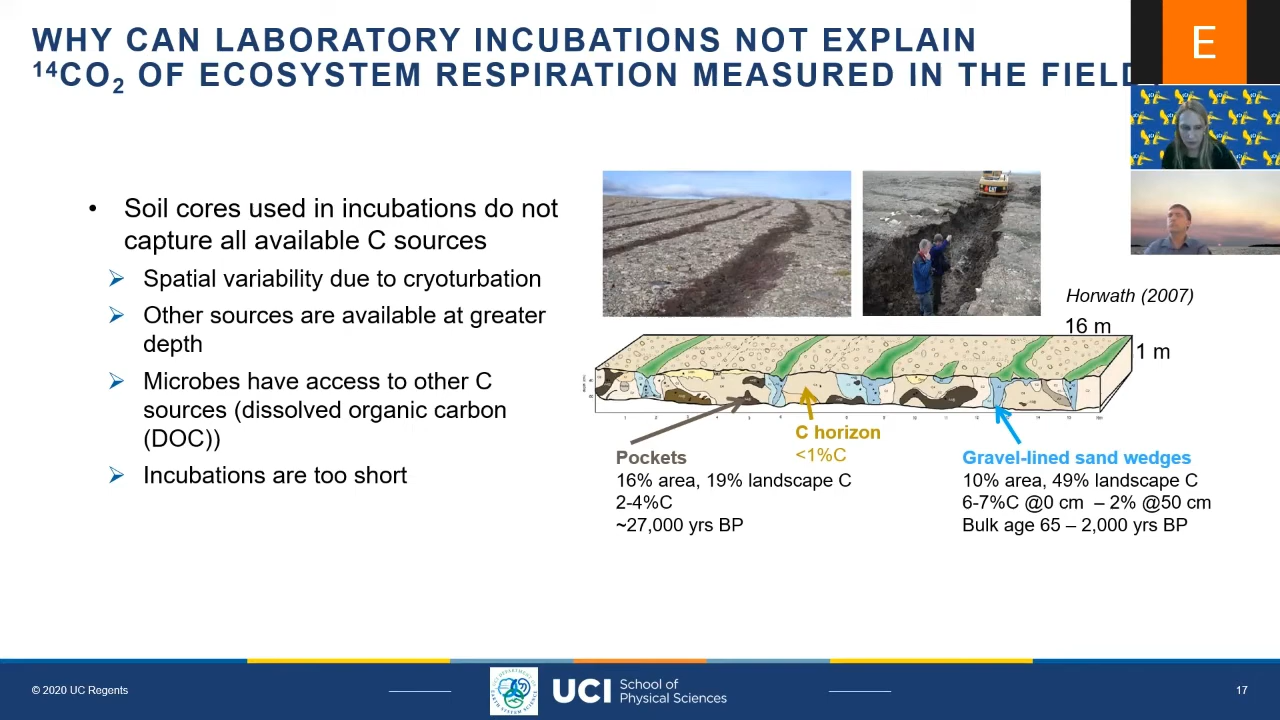 WHY CAN LABORATORY INCUBATIONS NOT EXPLAIN
14CO2 OF ECOSYSTEM RESPIRATION MEASURED IN THE FIELD
E
• Soil cores used in incubations do not
capture all available C sources
➢ Spatial variability due to cryoturbation
➢ Other sources are available at greater
depth
➢ Microbes have access to other C
sources (dissolved organic carbon
(DOC))
➢ Incubations are too short
CAT
Horwath (2007)
16 m
1 m
Pockets
16% area, 19% landscape C
2-4%C
~27,000 yrs BP
C horizon
<1%C
Gravel-lined sand wedges
10% area, 49% landscape C
6-7%C @0 cm – 2% @50 cm
Bulk age 65 – 2,000 yrs BP
© 2020 UC Regents
UCI School of
Physical Sciences
17